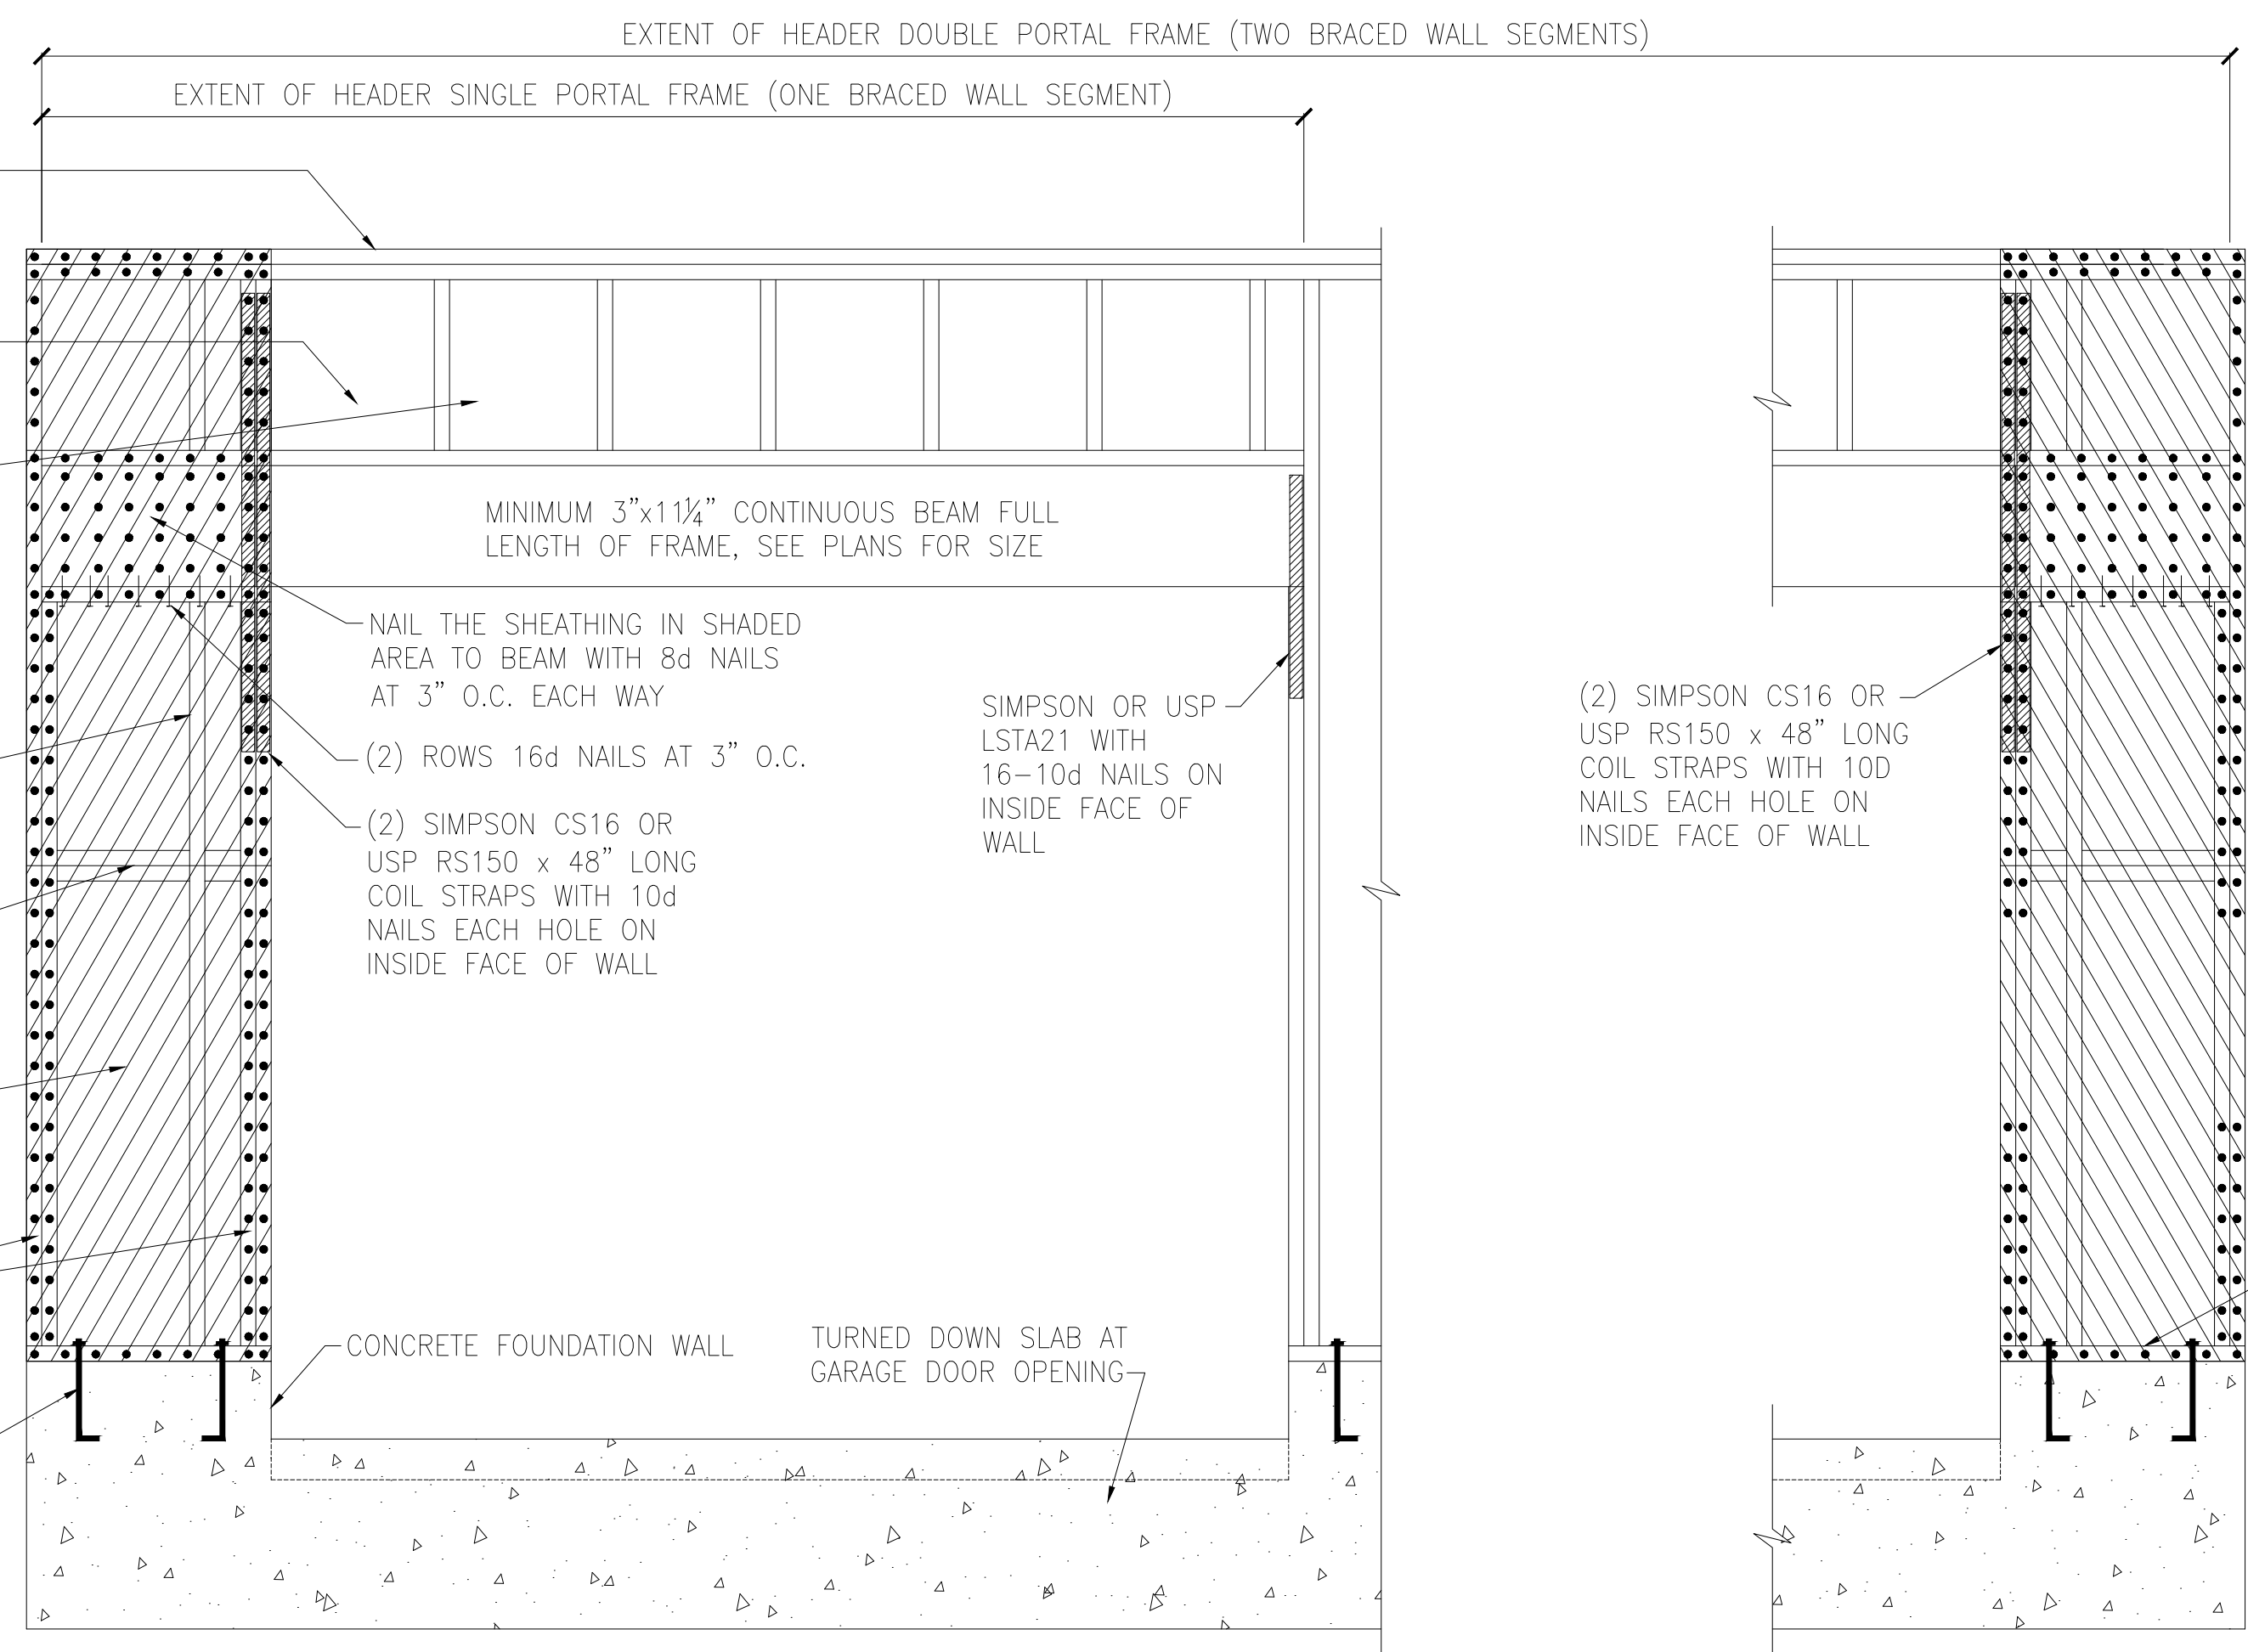 EXTENT OF HEADER DOUBLE PORTAL FRAME (TWO BRACED WALL SEGMENTS)
EXTENT OF HEADER SINGLE PORTAL FRAME (ONE BRACED WALL SEGMENT)
MINIMUM 3"x11¼" CONTINUOUS BEAM FULL
LENGTH OF FRAME, SEE PLANS FOR SIZE
NAIL THE SHEATHING IN SHADED
AREA TO BEAM WITH 8d NAILS
AT 3" O.C. EACH WAY
(2) ROWS 16d NAILS AT 3" O.C.
(2) SIMPSON CS16 OR
USP RS150 x 48" LONG
COIL STRAPS WITH 10d
NAILS EACH HOLE ON
INSIDE FACE OF WALL
SIMPSON OR USP
LSTA21 WITH
16-10d NAILS ON
INSIDE FACE OF
WALL
(2) SIMPSON CS16 OR
USP RS150 x 48" LONG
COIL STRAPS WITH 10D
NAILS EACH HOLE ON
INSIDE FACE OF WALL
CONCRETE FOUNDATION WALL
TURNED DOWN SLAB AT
GARAGE DOOR OPENING